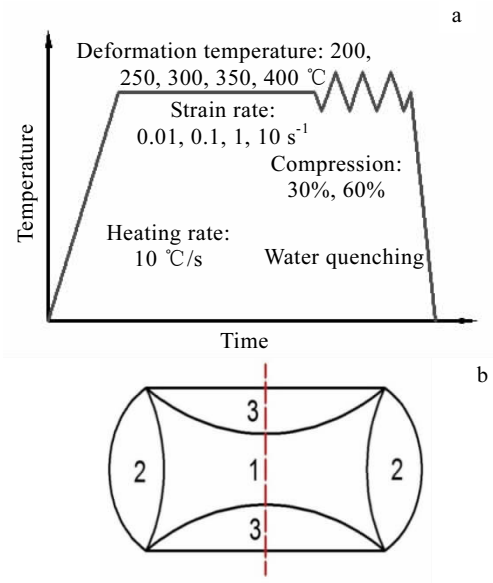 a
Deformation temperature: 200,
250, 300, 350, 400 ℃
Strain rate:
0.01, 0.1, 1, 10 s⁻¹
Compression:
30%, 60%
Heating rate:
10 ℃/s
Water quenching
Temperature
Time
b
3
2
1
2
3